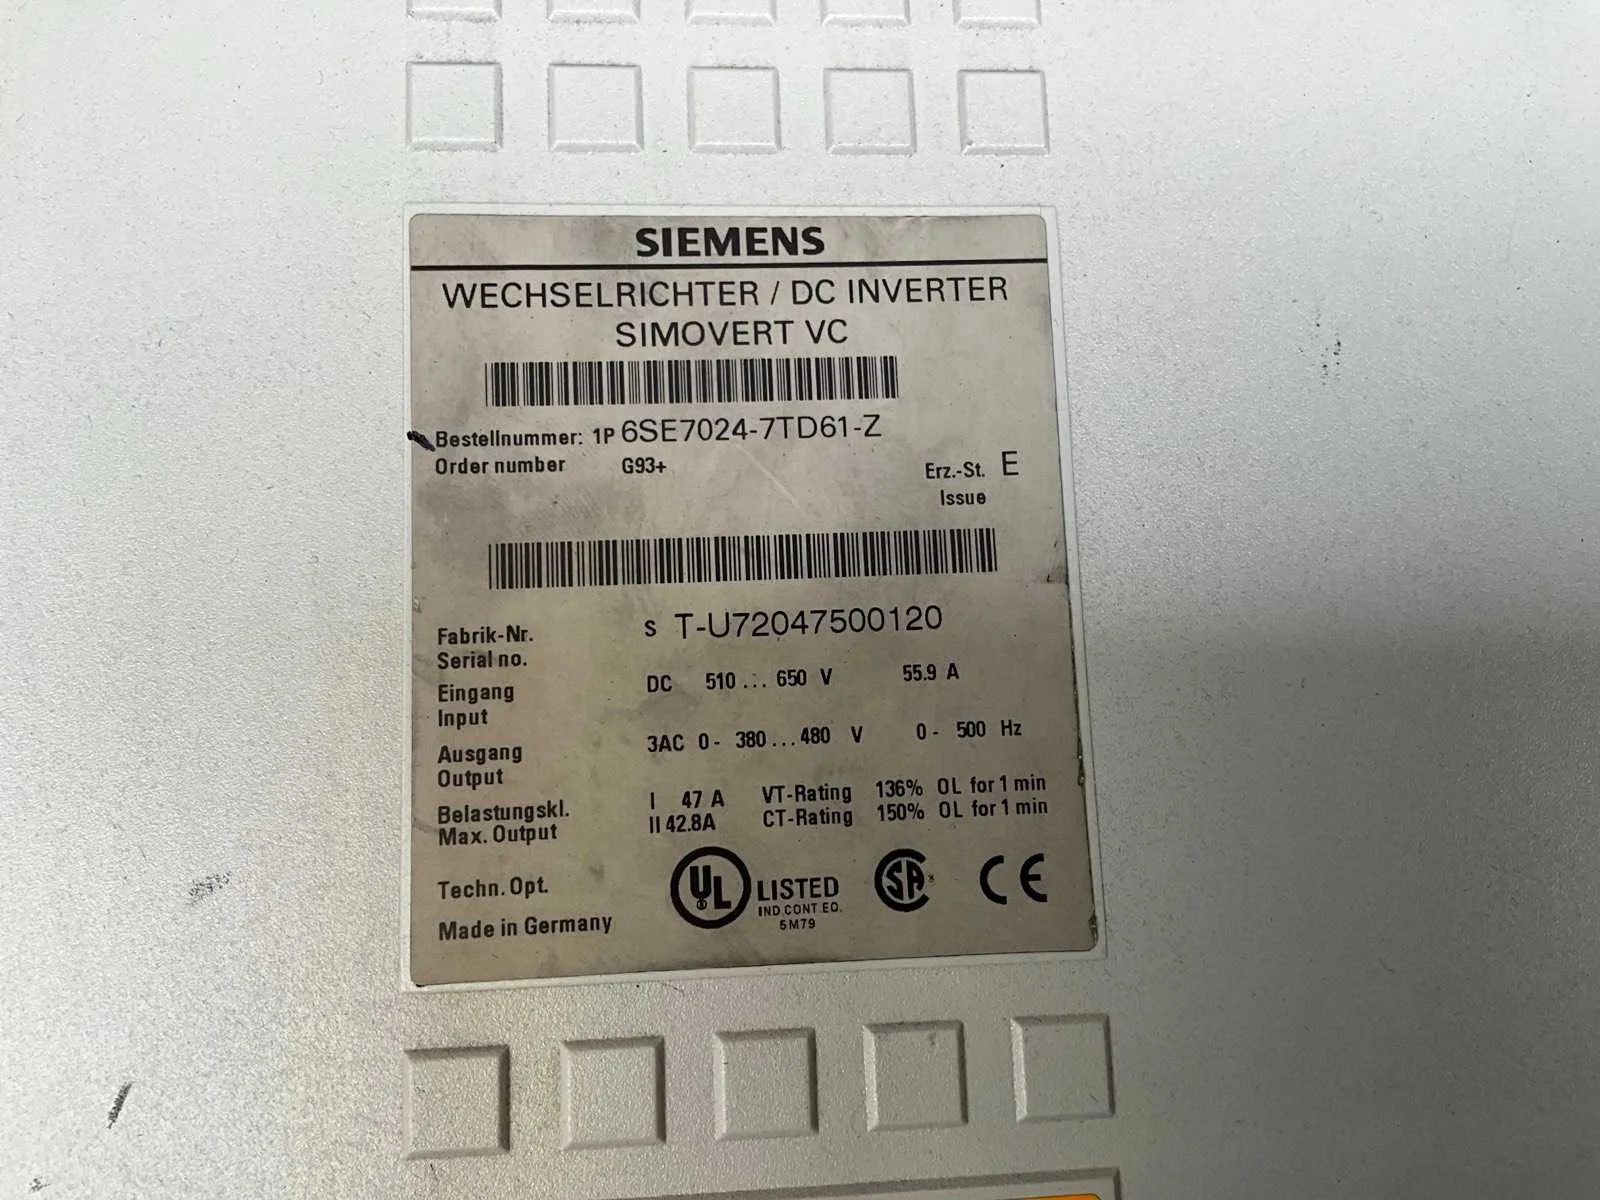 SIEMENS
WECHSELRICHTER / DC INVERTER
SIMOVERT VC
Bestellnummer: 1P 6SE7024-7TD61-Z
Order number G93+
Erz.-St. E
Issue
Fabrik-Nr. S T-U72047500120
Serial no.
Eingang DC 510 ... 650 V 55.9 A
Input
Ausgang 3AC 0- 380...480 V 0- 500 Hz
Output
Belastungskl. I 47 A VT-Rating 136% OL for 1 min
Max. Output II 42.8A CT-Rating 150% OL for 1 min
Techn. Opt. UL LISTED SA CE
IND.CONT.EQ.
5M79
Made in Germany